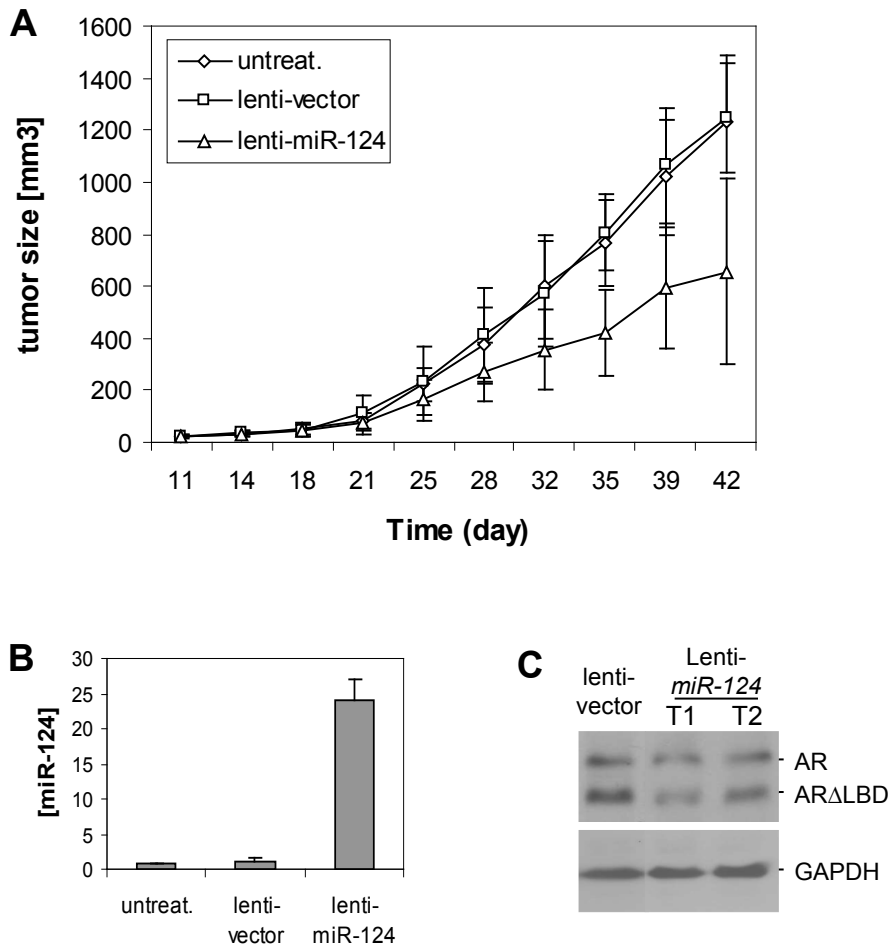 A
untreat.
lenti-vector
lenti-miR-124
tumor size [mm3]
1600
1400
1200
1000
800
600
400
200
0
11 14 18 21 25 28 32 35 39 42
Time (day)
B
[miR-124]
30
25
20
15
10
5
0
untreat.
lenti-
vector
lenti-
miR-124
C
lenti-
vector
Lenti-
miR-124
T1 T2
AR
ARΔLBD
GAPDH